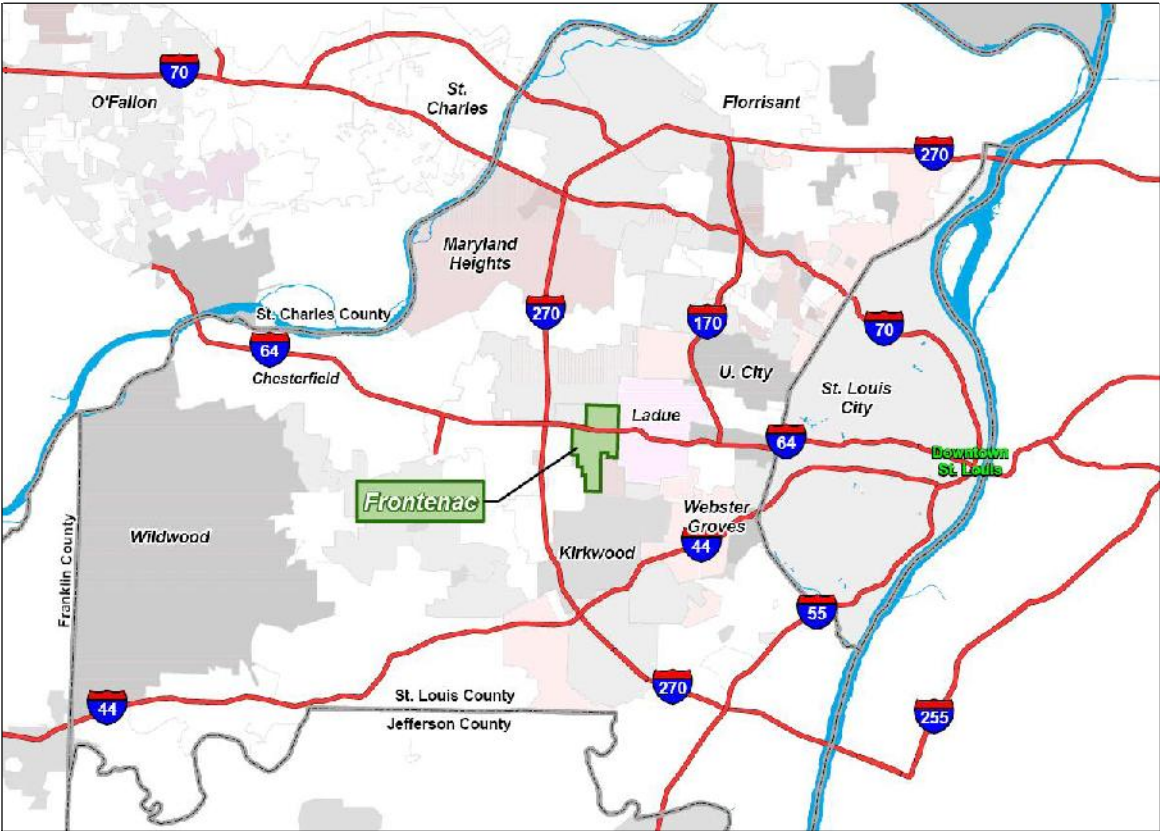 70
O'Fallon
St.
Charles
Florrisant
270
Maryland
Heights
St. Charles County
270
170
70
64
Chesterfield
U. City
St. Louis
City
Ladue
64
Downtown
St. Louis
Frontenac
Webster
Groves
Wildwood
Kirkwood
44
Franklin County
55
St. Louis County
270
44
Jefferson County
255